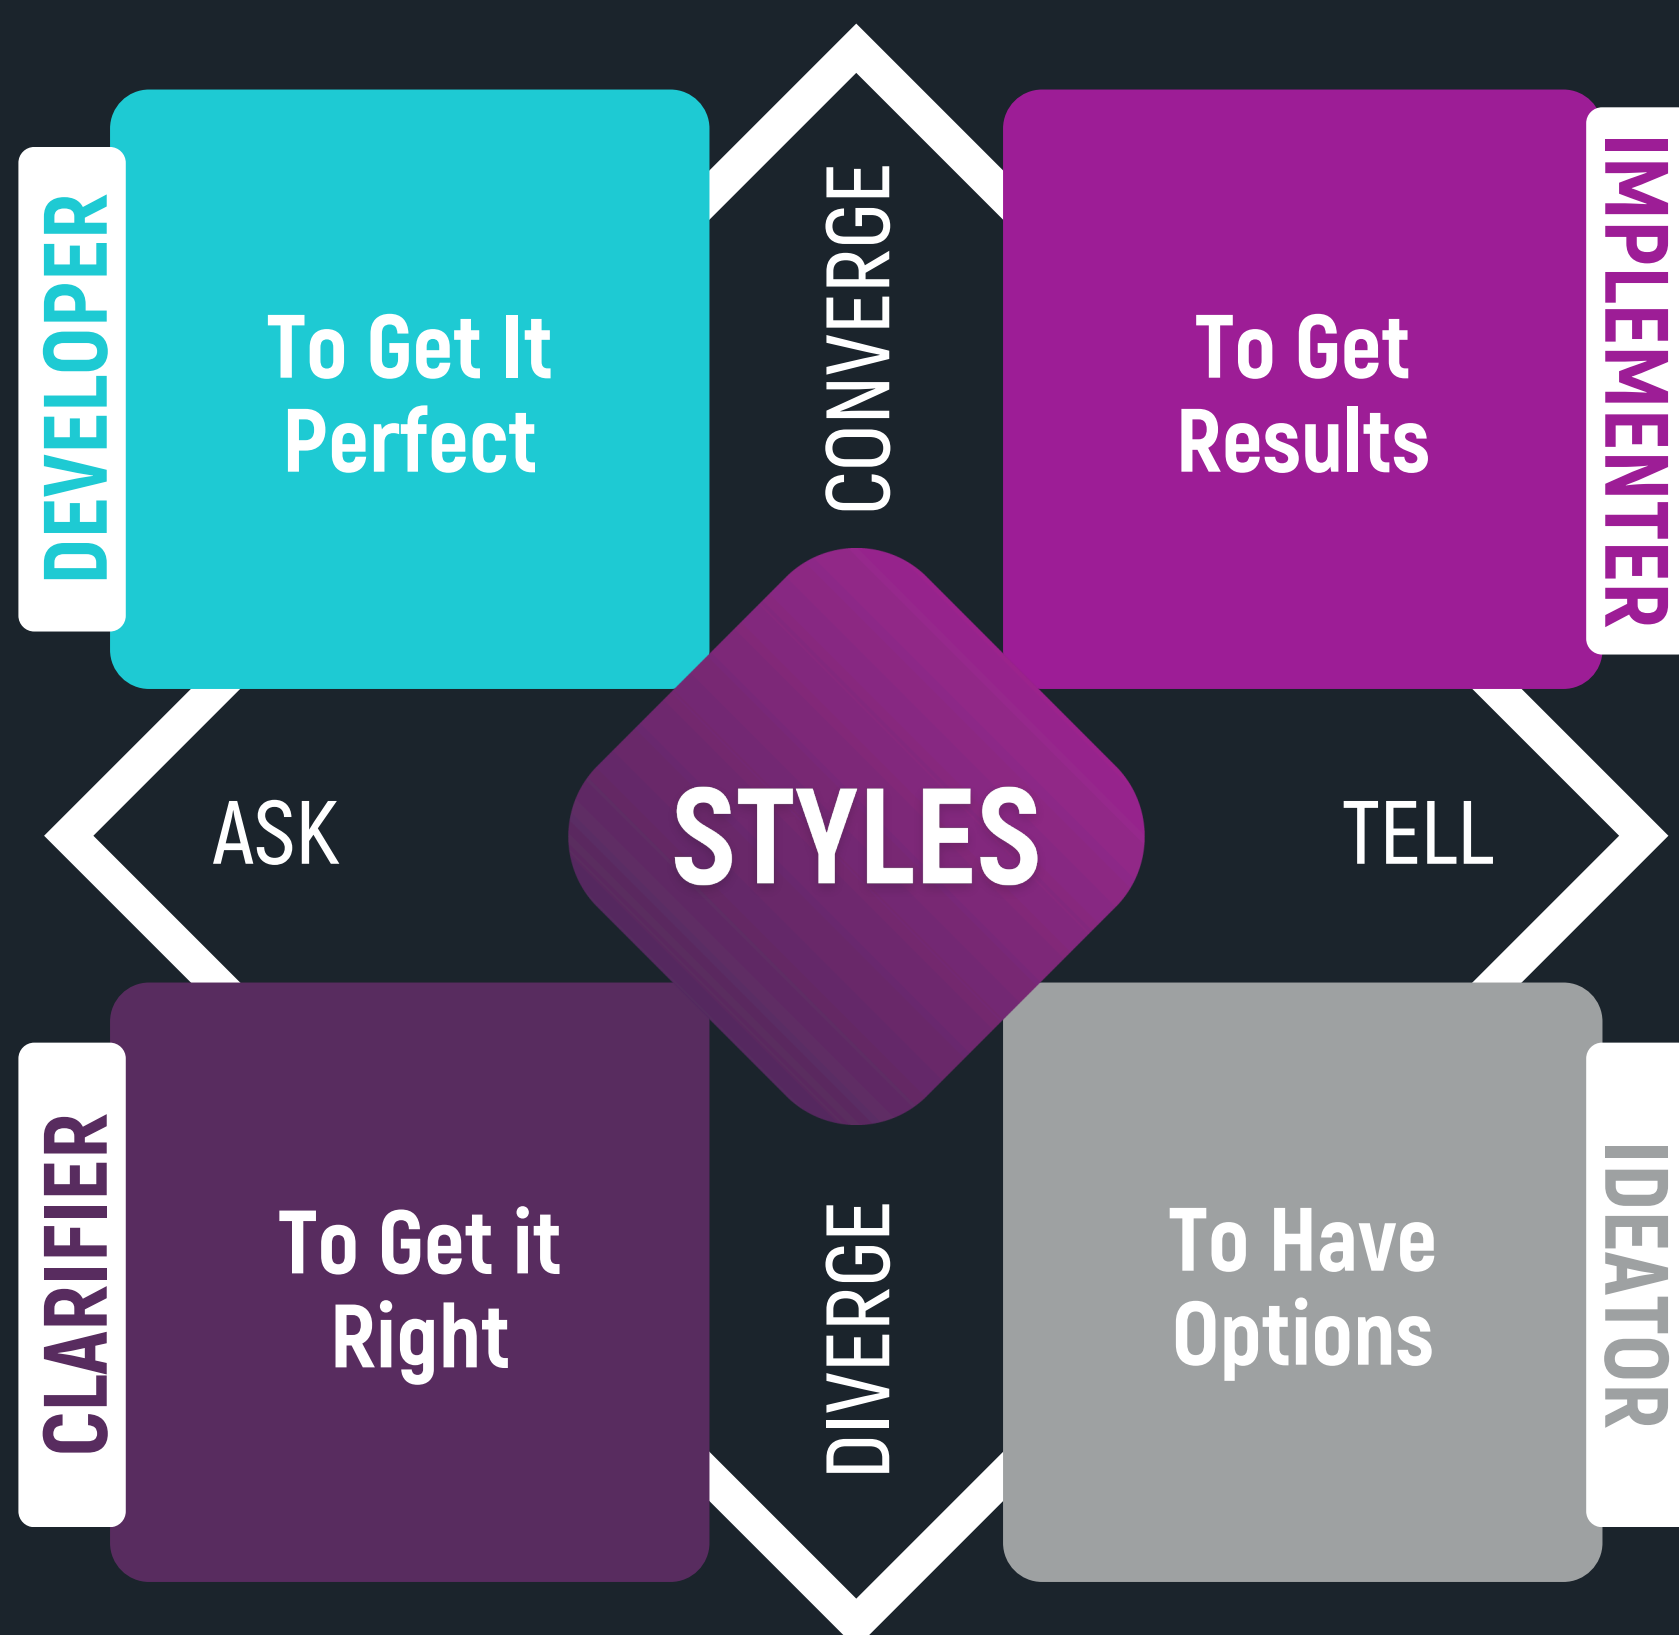 DEVELOPER
To Get It
Perfect
CONVERGE
To Get
Results
IMPLEMENTER
ASK
STYLES
TELL
CLARIFIER
To Get it
Right
DIVERGE
To Have
Options
IDEATOR